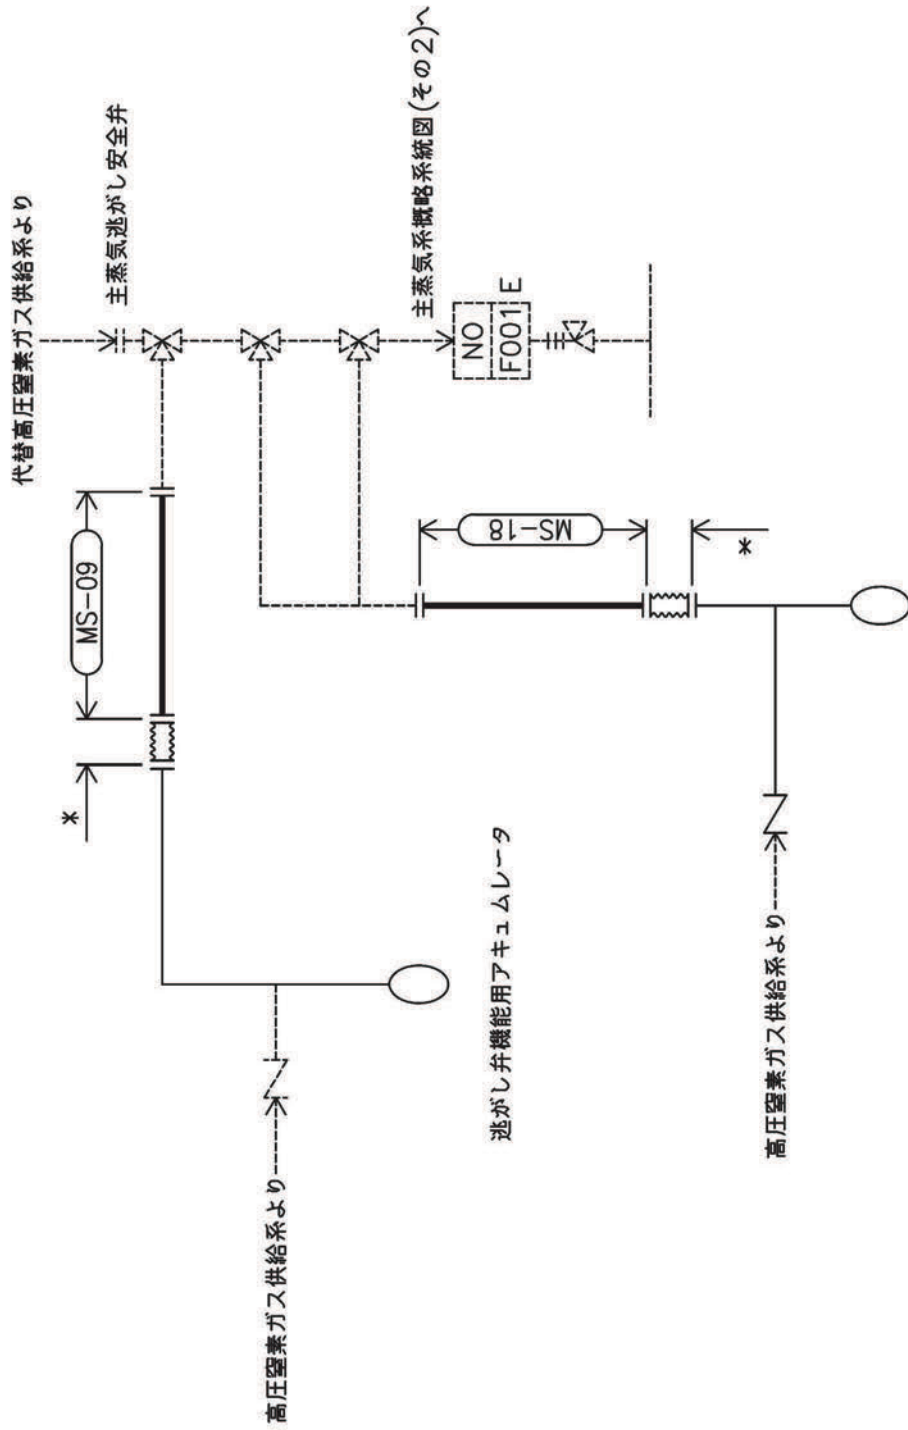 代替高圧窒素ガス供給系より
主蒸気逃がし安全弁
MS-09
*
主蒸気系概略系統図(その2)へ
NO
F001
E
MS-18
*
逃がし弁機能用アキュムレータ
高圧窒素ガス供給系より
高圧窒素ガス供給系より